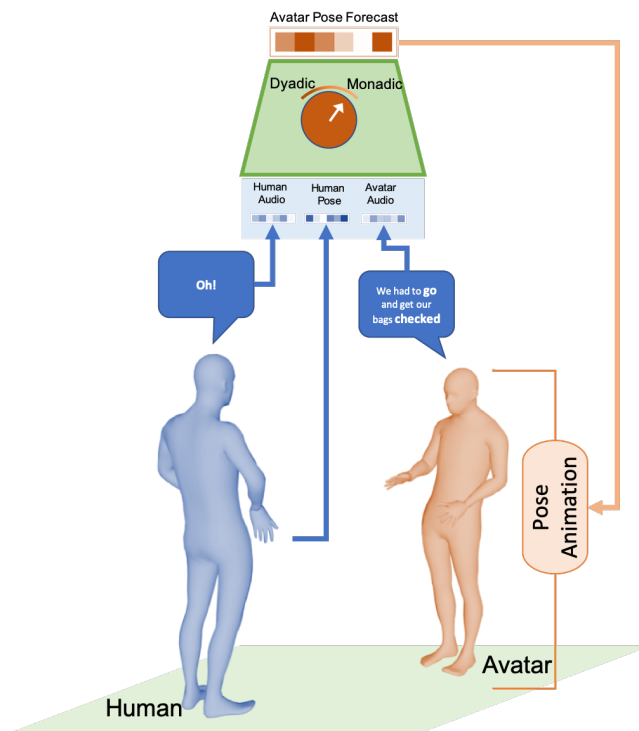 Avatar Pose Forecast
Dyadic
Monadic
Human
Audio
Human
Pose
Avatar
Audio
Oh!
We had to go
and get our
bags checked
Pose
Animation
Avatar
Human